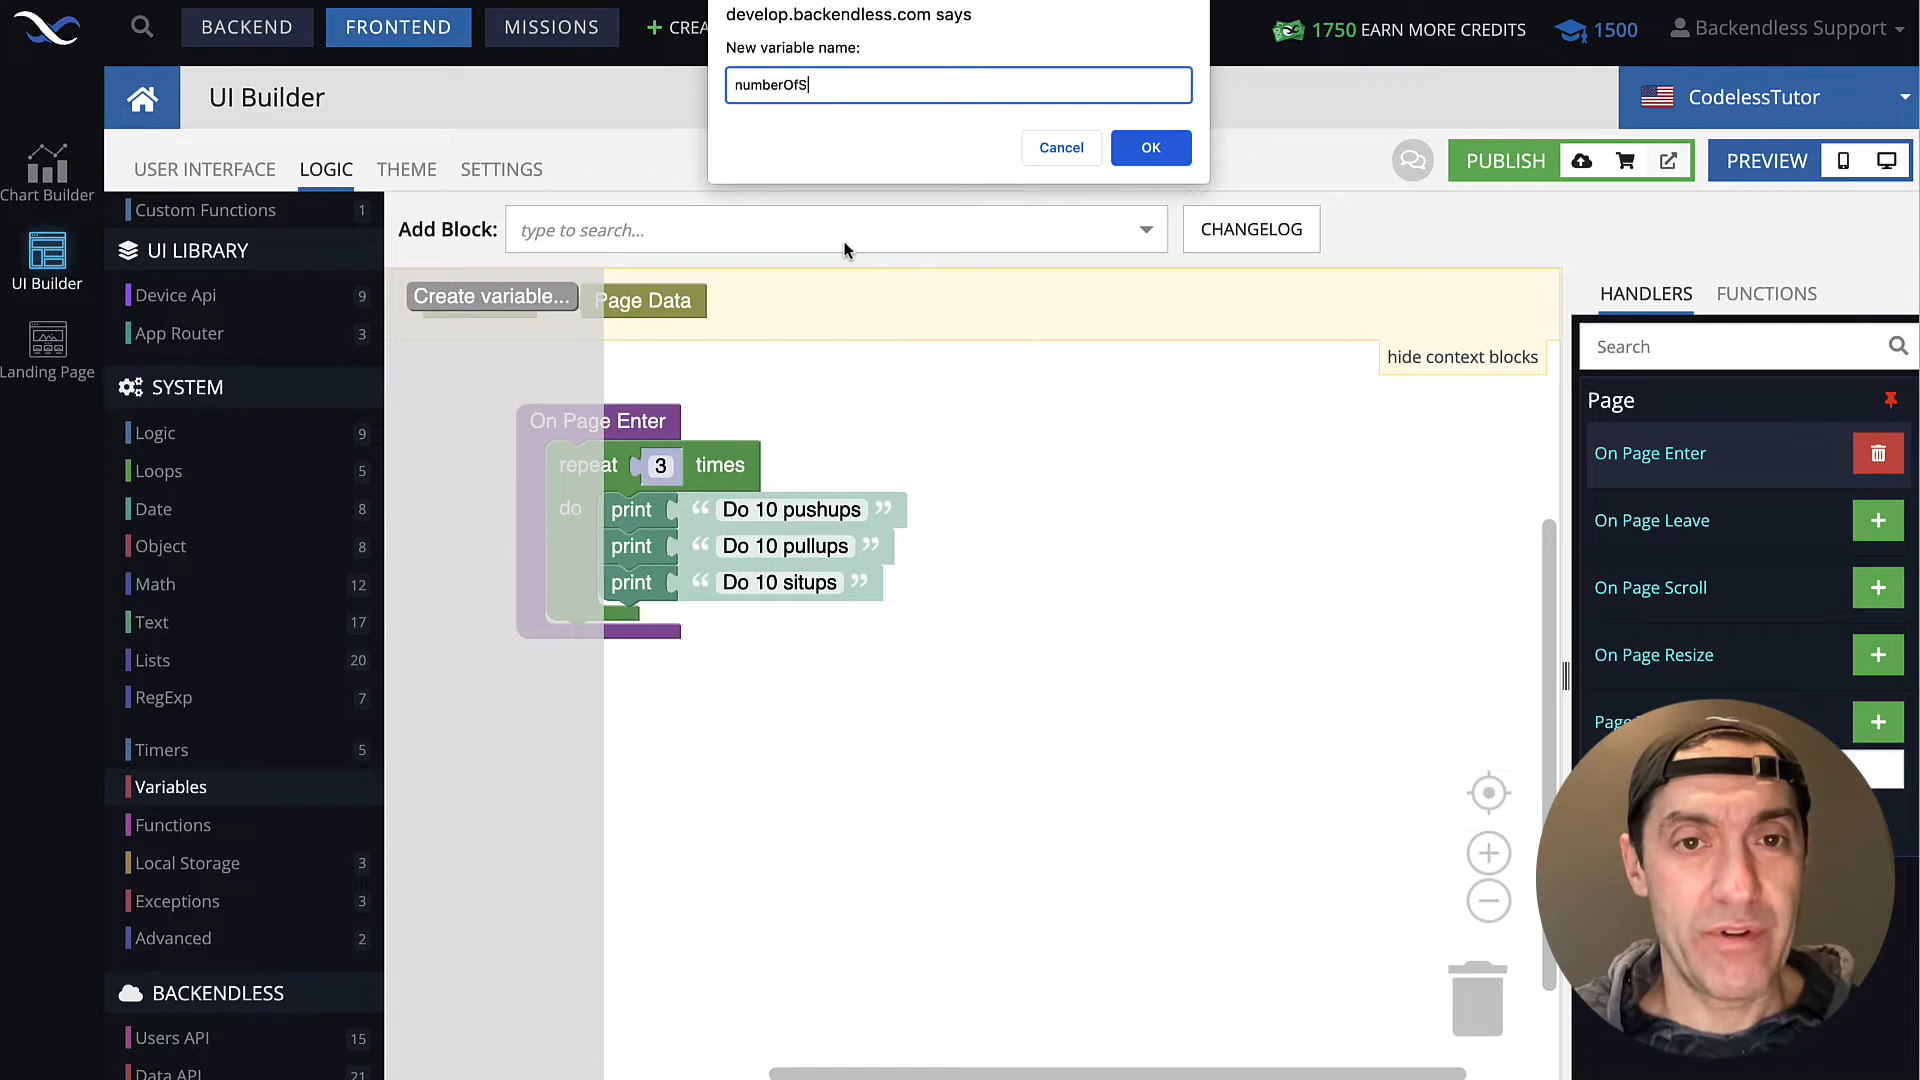 develop.backendless.com says
New variable name:
numberOfS
Cancel
OK
BACKEND
FRONTEND
MISSIONS
+ CREA
1750 EARN MORE CREDITS
1500
Backendless Support
UI Builder
CodelessTutor
USER INTERFACE
LOGIC
THEME
SETTINGS
PUBLISH
PREVIEW
Chart Builder
UI Builder
Landing Page
Custom Functions 1
UI LIBRARY
Device Api 9
App Router 3
SYSTEM
Logic 9
Loops 5
Date 8
Object 8
Math 12
Text 17
Lists 20
RegExp 7
Timers 5
Variables
Functions
Local Storage 3
Exceptions 3
Advanced 2
BACKENDLESS
Users API 15
Data API 21
Add Block:
type to search...
CHANGELOG
Create variable...
Page Data
hide context blocks
On Page Enter
repeat 3 times
do print “ Do 10 pushups ”
print “ Do 10 pullups ”
print “ Do 10 situps ”
HANDLERS
FUNCTIONS
Search
Page
On Page Enter
On Page Leave
On Page Scroll
On Page Resize
Page